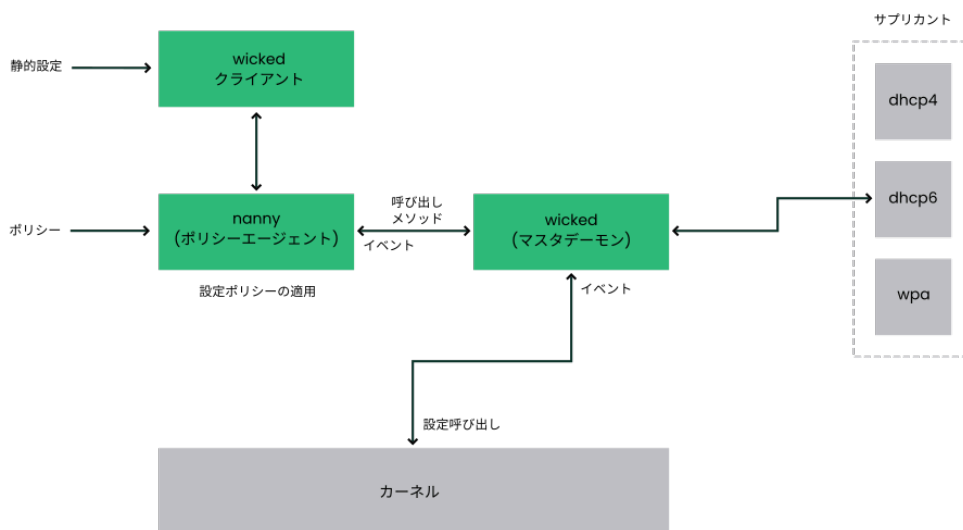 サプリカント
静的設定
wicked
クライアント
dhcp4
ポリシー
nanny
(ポリシーエージェント)
呼び出し
メソッド
イベント
wicked
(マスタデーモン)
dhcp6
設定ポリシーの適用
イベント
wpa
設定呼び出し
カーネル